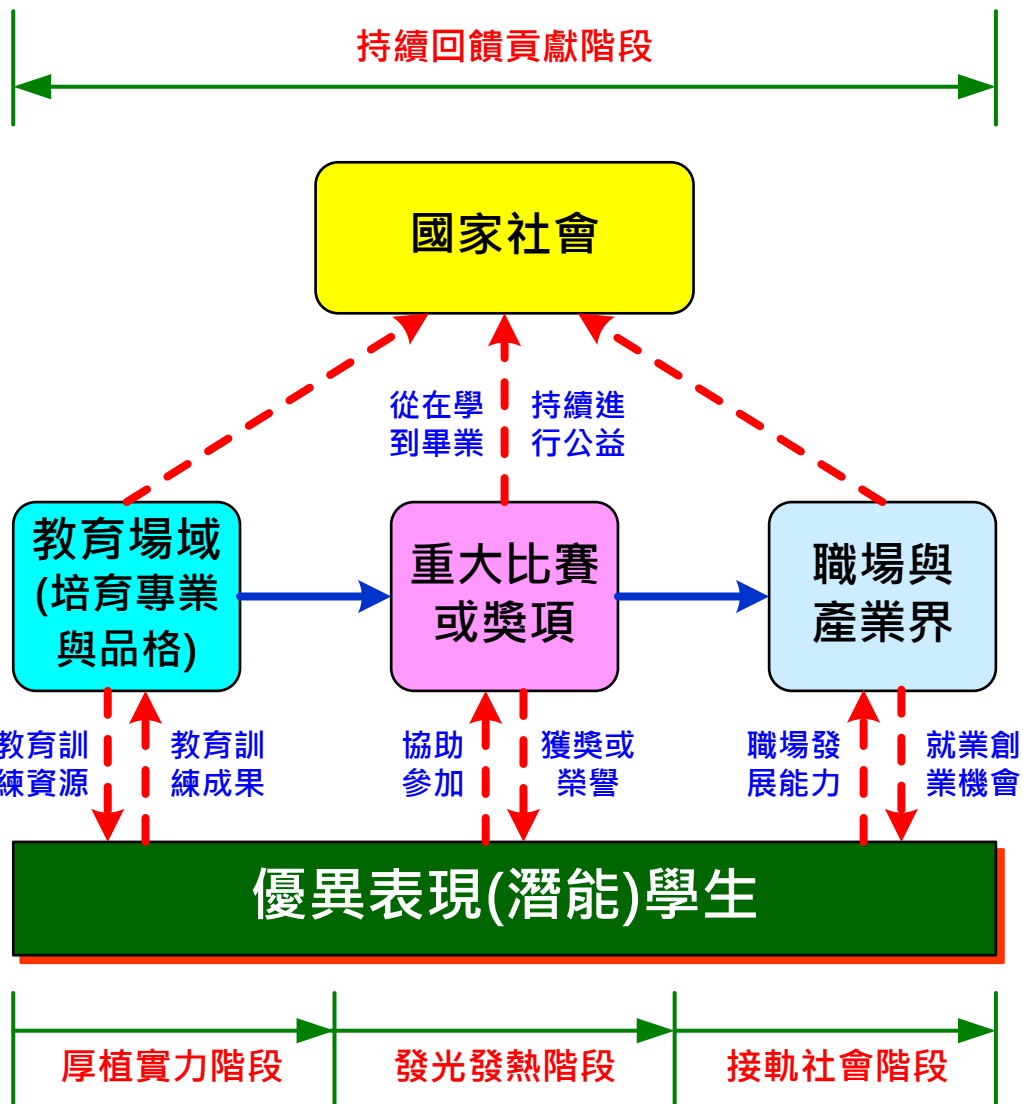 持續回饋貢獻階段
國家社會
從在學
到畢業
持續進
行公益
教育場域
(培育專業
與品格)
重大比賽
或獎項
職場與
產業界
教育訓
練資源
教育訓
練成果
協助
參加
獲獎或
榮譽
職場發
展能力
就業創
業機會
優異表現(潛能)學生
厚植實力階段
發光發熱階段
接軌社會階段